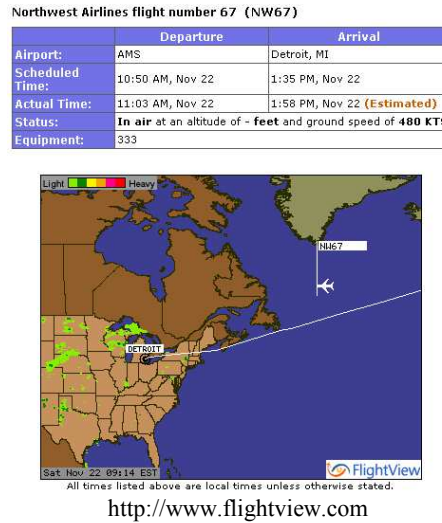 Northwest Airlines flight number 67 (NW67)
Departure Arrival
Airport: AMS Detroit, MI
Scheduled Time: 10:50 AM, Nov 22 1:35 PM, Nov 22
Actual Time: 11:03 AM, Nov 22 1:58 PM, Nov 22 (Estimated)
Status: In air at an altitude of - feet and ground speed of 480 KTS
Equipment: 333
Light Heavy
NW67
DETROIT
Sat Nov 22 09:14 EST
FlightView
All times listed above are local times unless otherwise stated.
http://www.flightview.com